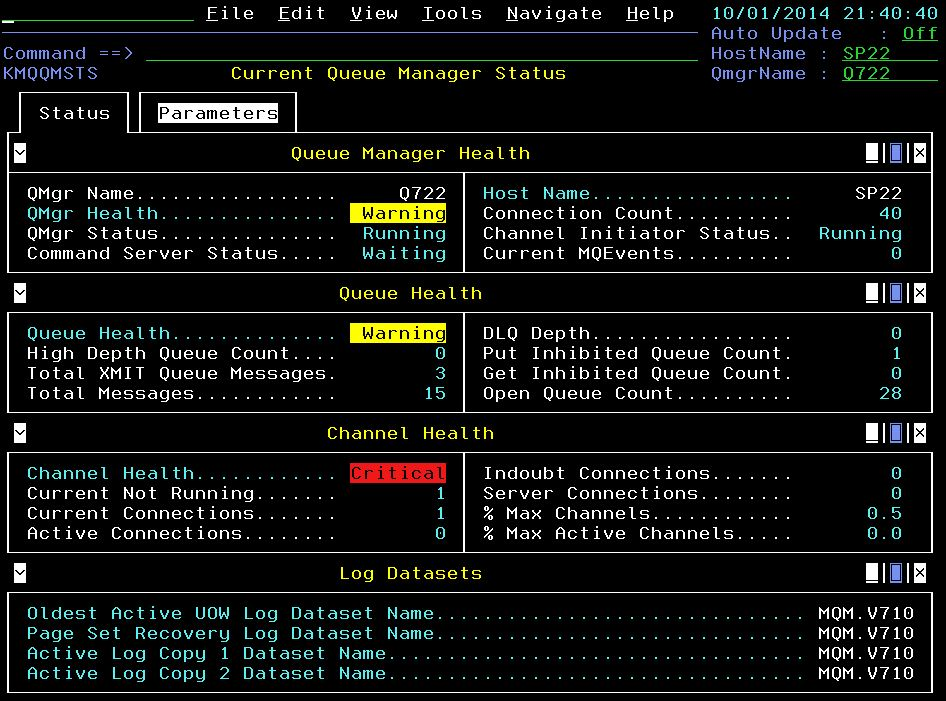 File Edit View Tools Navigate Help 10/01/2014 21:40:40
Auto Update : Off
Command ==> HostName : SP22
KMQQMSTS Current Queue Manager Status QmgrName : Q722
Status Parameters
Queue Manager Health
QMgr Name................. Q722 Host Name................. SP22
QMgr Health............... Warning Connection Count.......... 40
QMgr Status............... Running Channel Initiator Status.. Running
Command Server Status..... Waiting Current MQEvents.......... 0
Queue Health
Queue Health.............. Warning DLQ Depth................. 0
High Depth Queue Count.... 0 Put Inhibited Queue Count. 1
Total XMIT Queue Messages. 3 Get Inhibited Queue Count. 0
Total Messages............ 15 Open Queue Count.......... 28
Channel Health
Channel Health............ Critical Indoubt Connections....... 0
Current Not Running....... 1 Server Connections........ 0
Current Connections....... 1 % Max Channels............ 0.5
Active Connections........ 0 % Max Active Channels..... 0.0
Log Datasets
Oldest Active UOW Log Dataset Name............................... MQM.V710
Page Set Recovery Log Dataset Name............................... MQM.V710
Active Log Copy 1 Dataset Name................................... MQM.V710
Active Log Copy 2 Dataset Name................................... MQM.V710